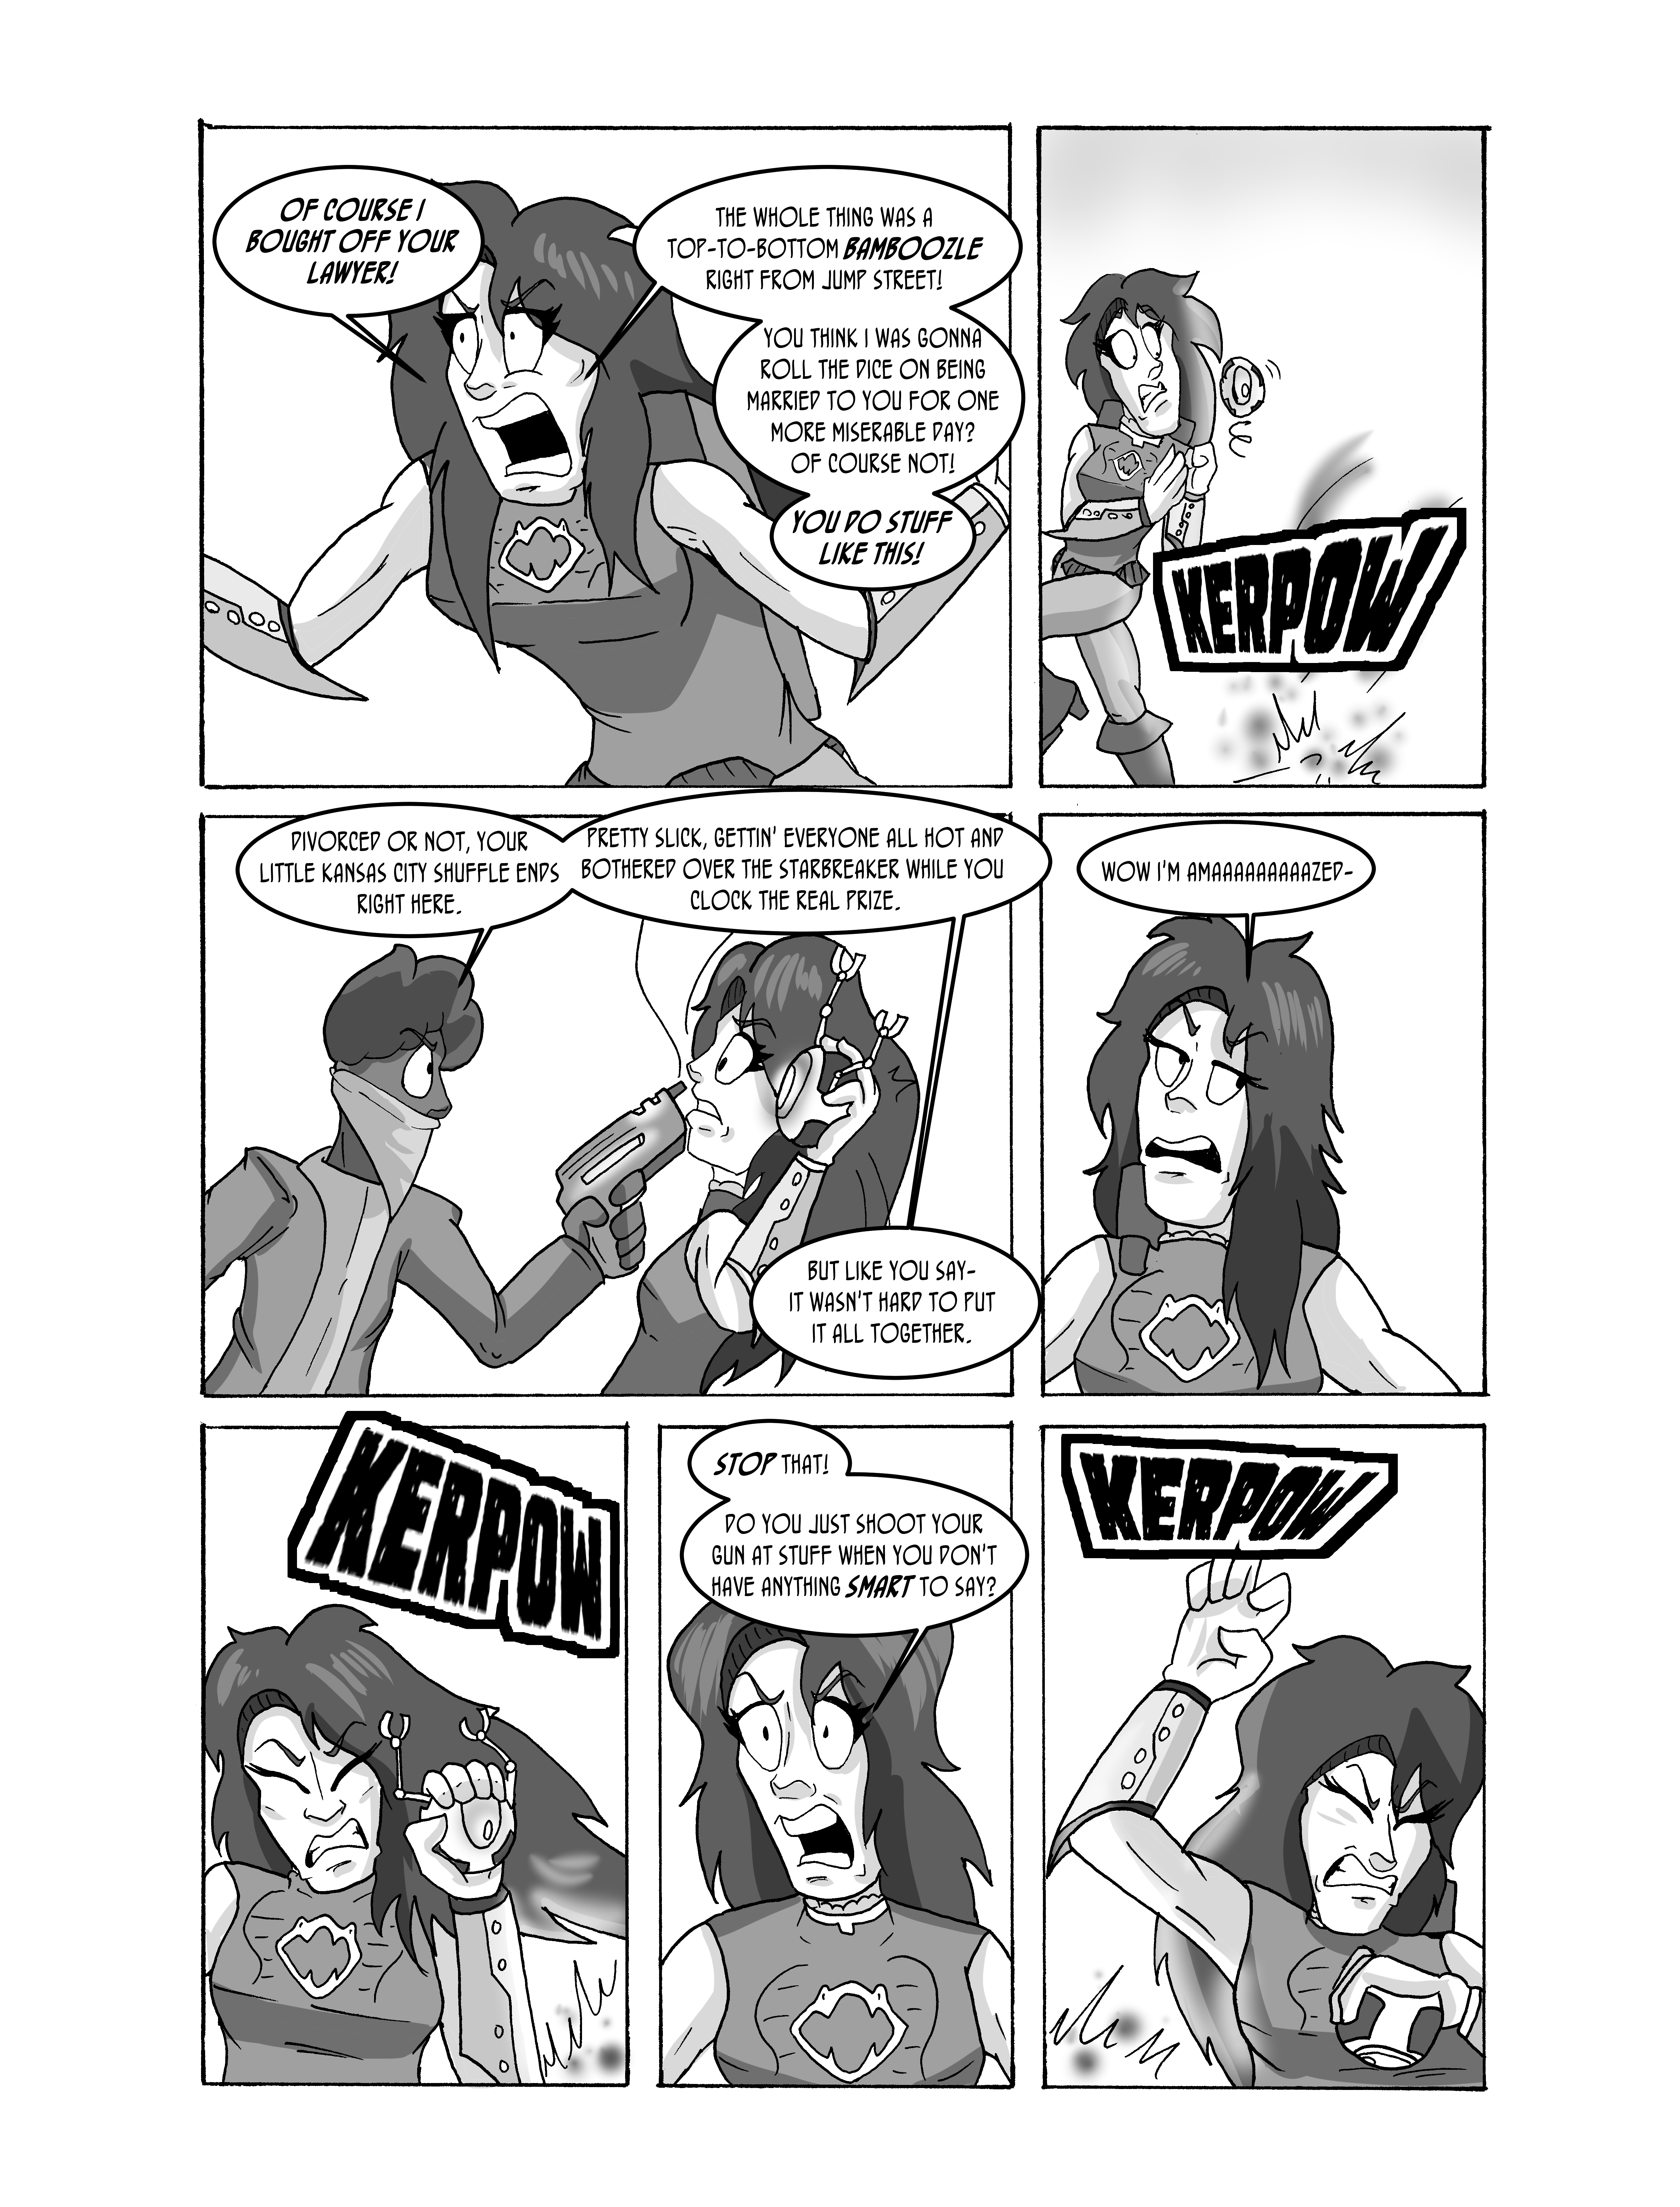 OF COURSE I
BOUGHT OFF YOUR
LAWYER!
THE WHOLE THING WAS A
TOP-TO-BOTTOM BAMBOOZLE
RIGHT FROM JUMP STREET!
YOU THINK I WAS GONNA
ROLL THE DICE ON BEING
MARRIED TO YOU FOR ONE
MORE MISERABLE DAY?
OF COURSE NOT!
YOU DO STUFF
LIKE THIS!
KERPOW
DIVORCED OR NOT, YOUR
LITTLE KANSAS CITY SHUFFLE ENDS
RIGHT HERE.
PRETTY SLICK, GETTIN' EVERYONE ALL HOT AND
BOTHERED OVER THE STARBREAKER WHILE YOU
CLOCK THE REAL PRIZE.
BUT LIKE YOU SAY-
IT WASN'T HARD TO PUT
IT ALL TOGETHER.
WOW I'M AMAAAAAAAAAZED-
KERPOW
STOP THAT!
DO YOU JUST SHOOT YOUR
GUN AT STUFF WHEN YOU DON'T
HAVE ANYTHING SMART TO SAY?
KERPOW